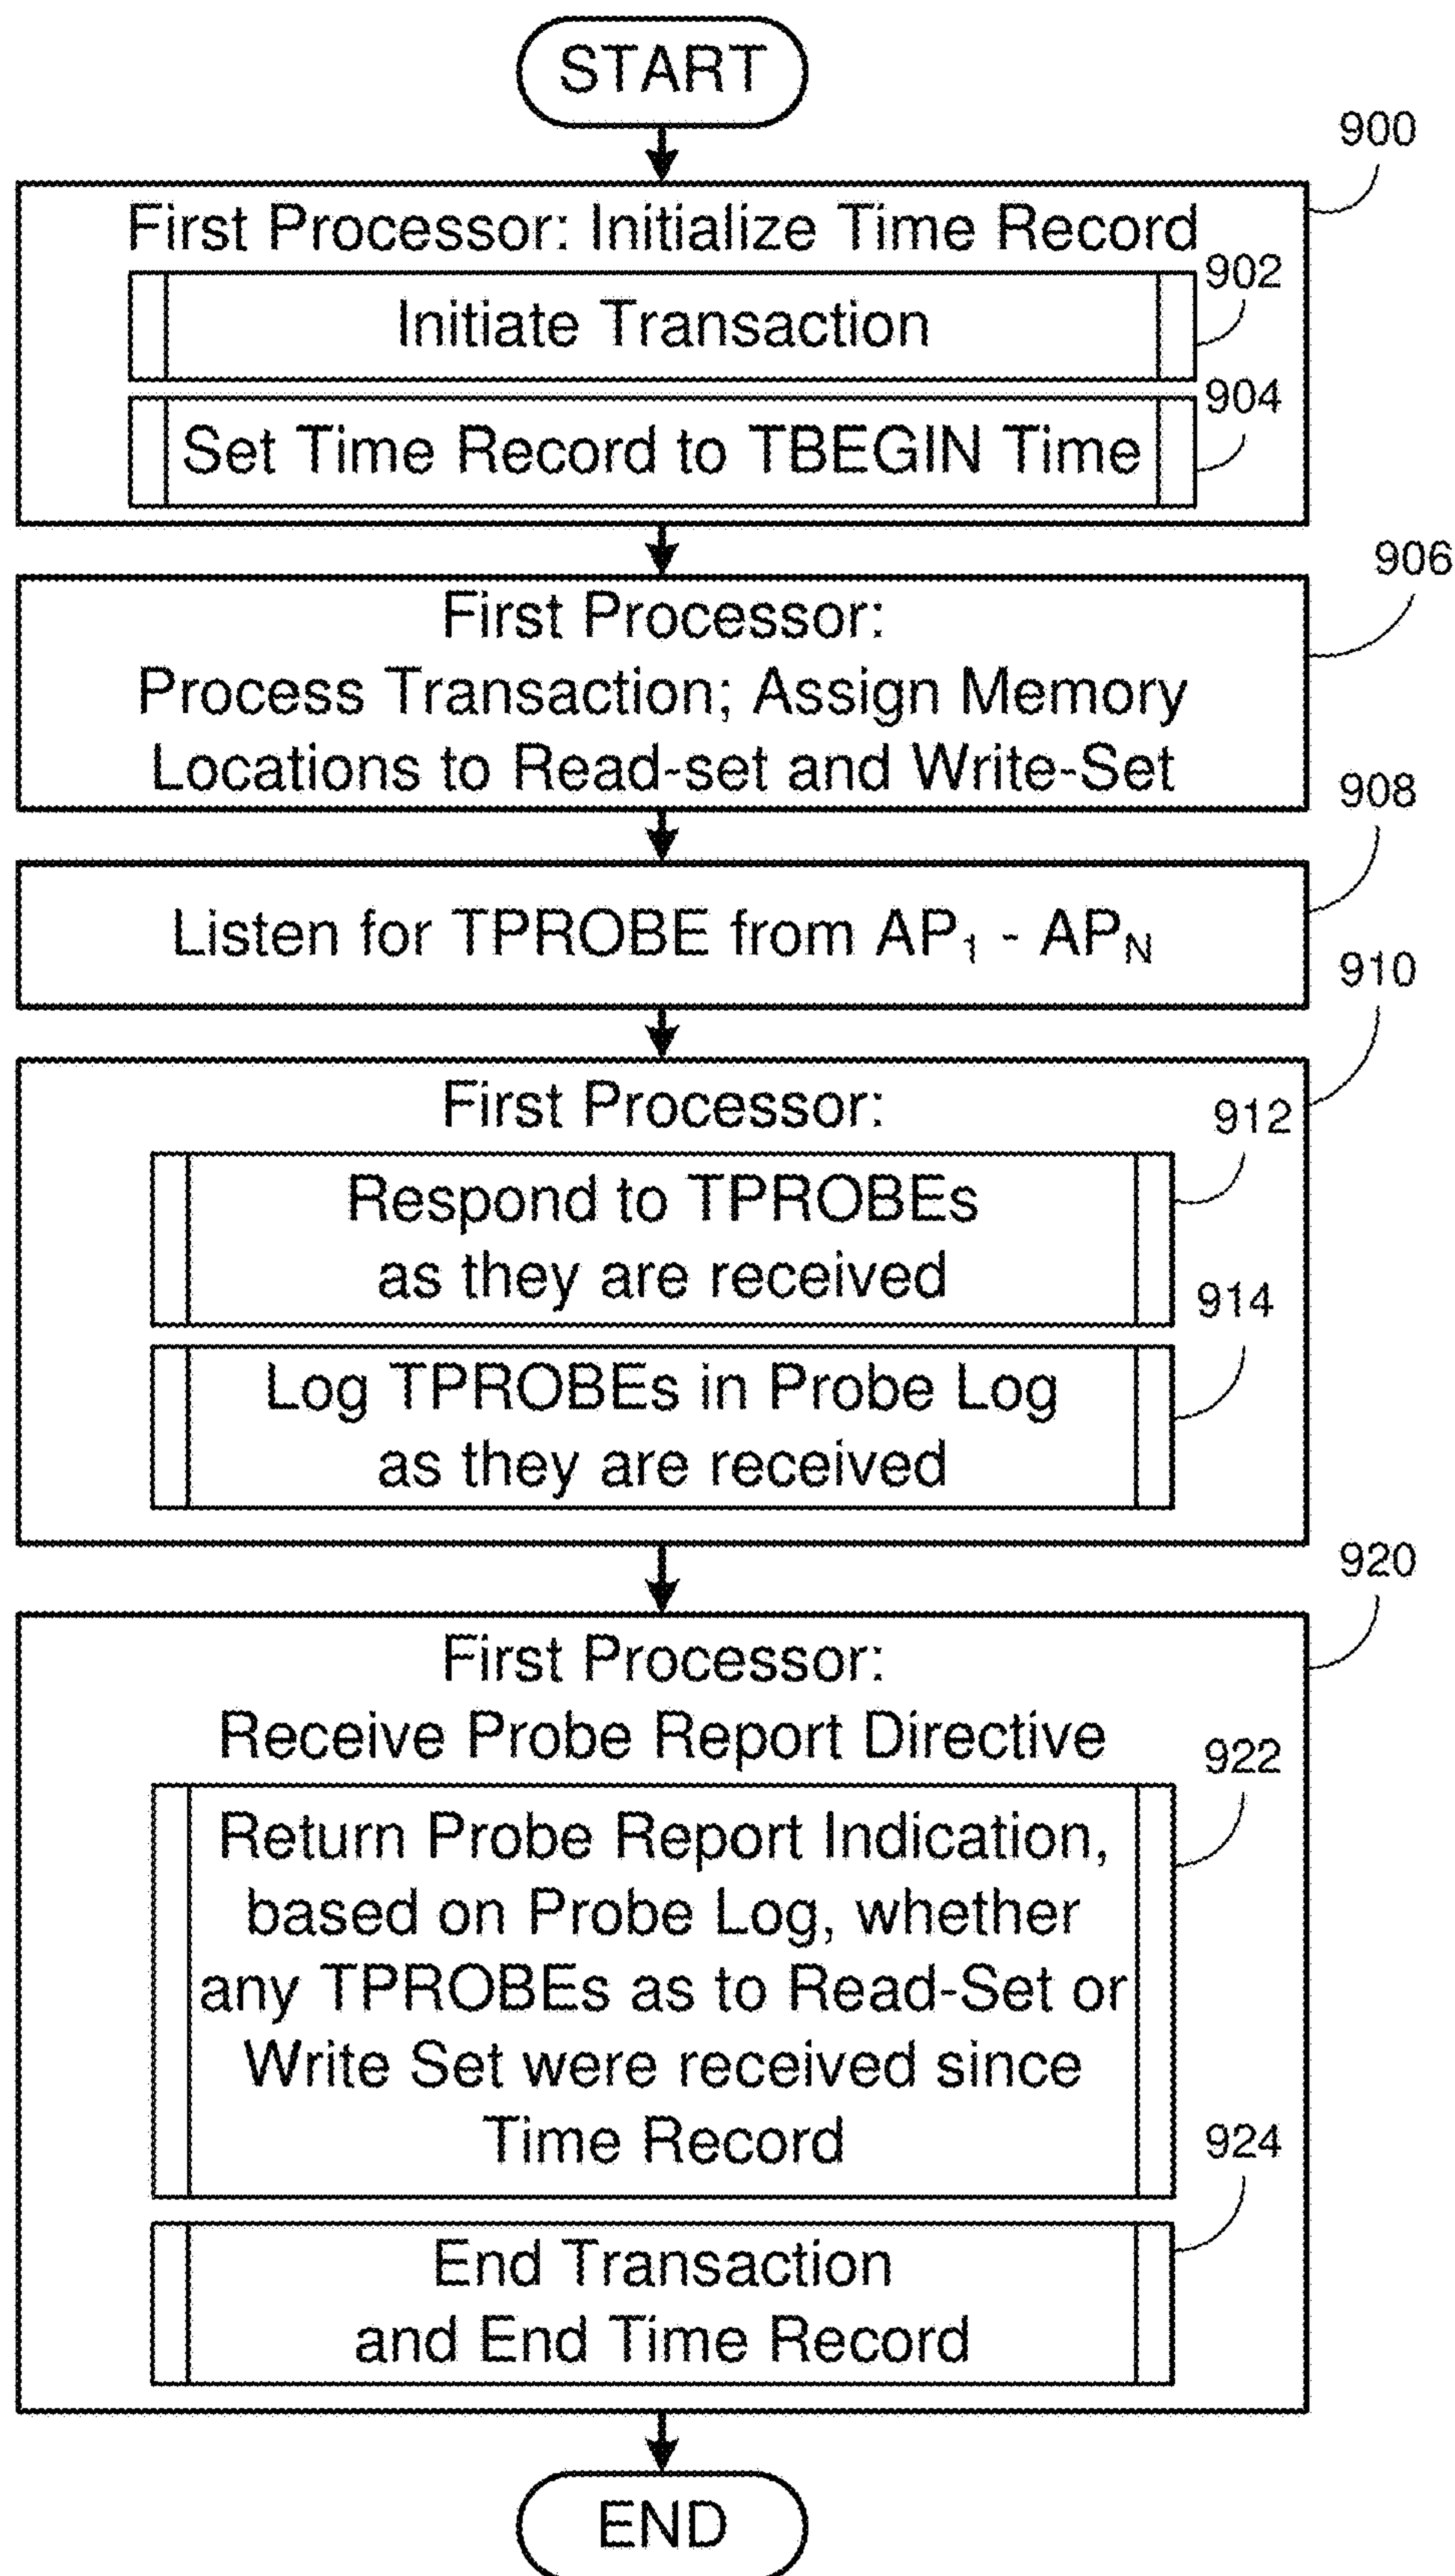 START
900
First Processor: Initialize Time Record
902
Initiate Transaction
904
Set Time Record to TBEGIN Time
906
First Processor:
Process Transaction; Assign Memory
Locations to Read-set and Write-Set
908
Listen for TPROBE from AP₁ - AP_N
910
First Processor:
912
Respond to TPROBEs
as they are received
914
Log TPROBEs in Probe Log
as they are received
920
First Processor:
Receive Probe Report Directive
922
Return Probe Report Indication,
based on Probe Log, whether
any TPROBEs as to Read-Set or
Write Set were received since
Time Record
924
End Transaction
and End Time Record
END